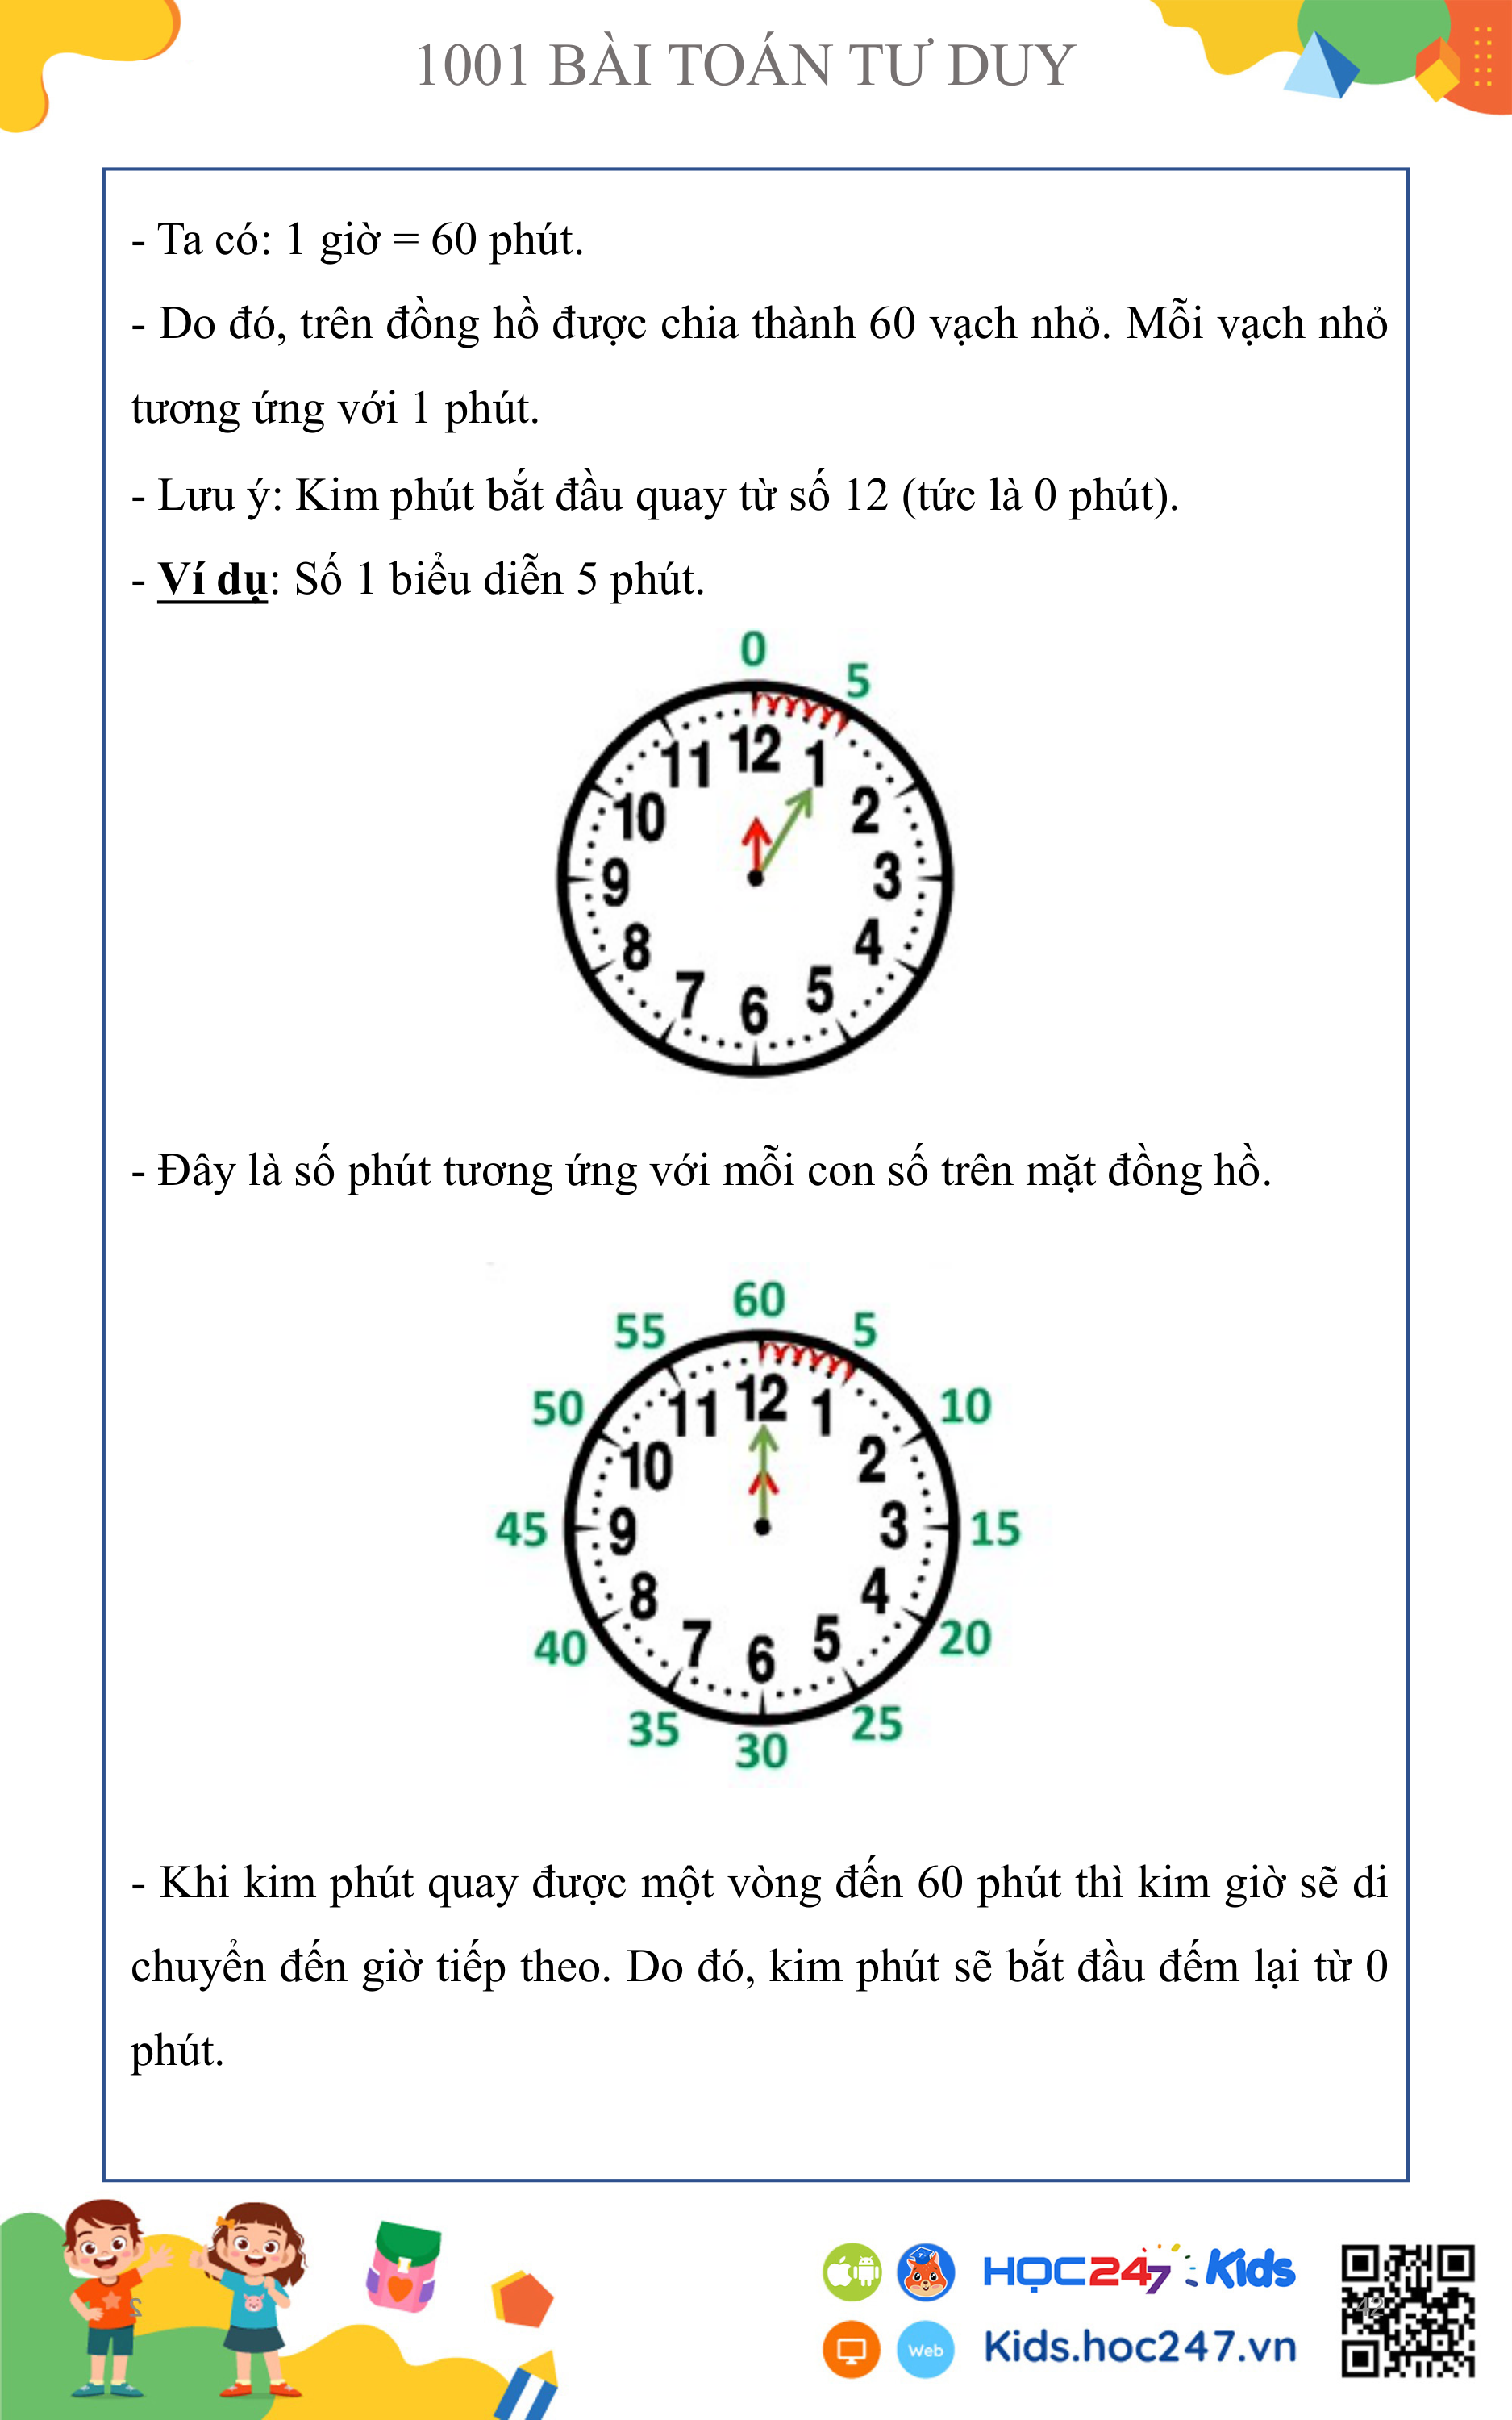 1001 BÀI TOÁN TƯ DUY
- Ta có: 1 giờ = 60 phút.
- Do đó, trên đồng hồ được chia thành 60 vạch nhỏ. Mỗi vạch nhỏ
tương ứng với 1 phút.
- Lưu ý: Kim phút bắt đầu quay từ số 12 (tức là 0 phút).
- Ví dụ: Số 1 biểu diễn 5 phút.
0
5
11 12 1
10 2
9 3
8 4
7 6 5
- Đây là số phút tương ứng với mỗi con số trên mặt đồng hồ.
60
55 5
50 11 12 1 10
10 2
45 9 3 15
8 4
40 7 6 5 20
35 25
30
- Khi kim phút quay được một vòng đến 60 phút thì kim giờ sẽ di
chuyển đến giờ tiếp theo. Do đó, kim phút sẽ bắt đầu đếm lại từ 0
phút.
HỌC247 Kids
42
Web Kids.hoc247.vn